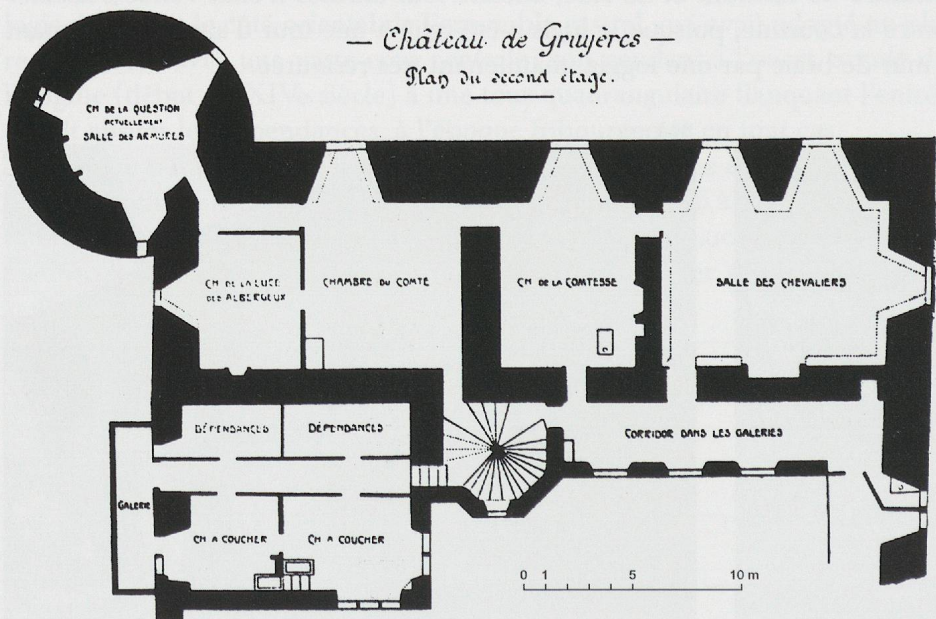 — Château de Gruyères —
Plan du second étage.
CH DE LA QUESTION
ACTUELLEMENT
SALLE DES ARMURES
CH DE LA LUCE
DES ALBERGEUX
CHAMBRE DU COMTE
CH DE LA COMTESSE
SALLE DES CHEVALIERS
DÉPENDANCES
DÉPENDANCES
CORRIDOR DANS LES GALERIES
GALERIE
CH A COUCHER
CH A COUCHER
0 1 5 10 m